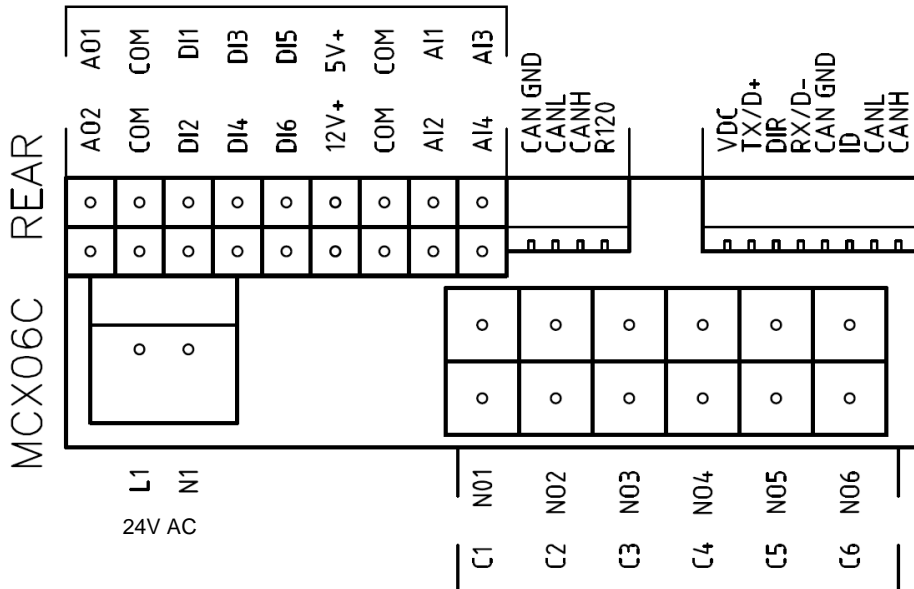 AO1 COM DI1 DI3 DI5 5V+ COM AI1 AI3
AO2 COM DI2 DI4 DI6 12V+ COM AI2 AI4
CAN GND
CANL
CANH
R120
VDC
TX/D+
DIR
RX/D-
CAN GND
ID
CANL
CANH
MCX06C REAR
L1 N1
24V AC
NO1 NO2 NO3 NO4 NO5 NO6
C1 C2 C3 C4 C5 C6